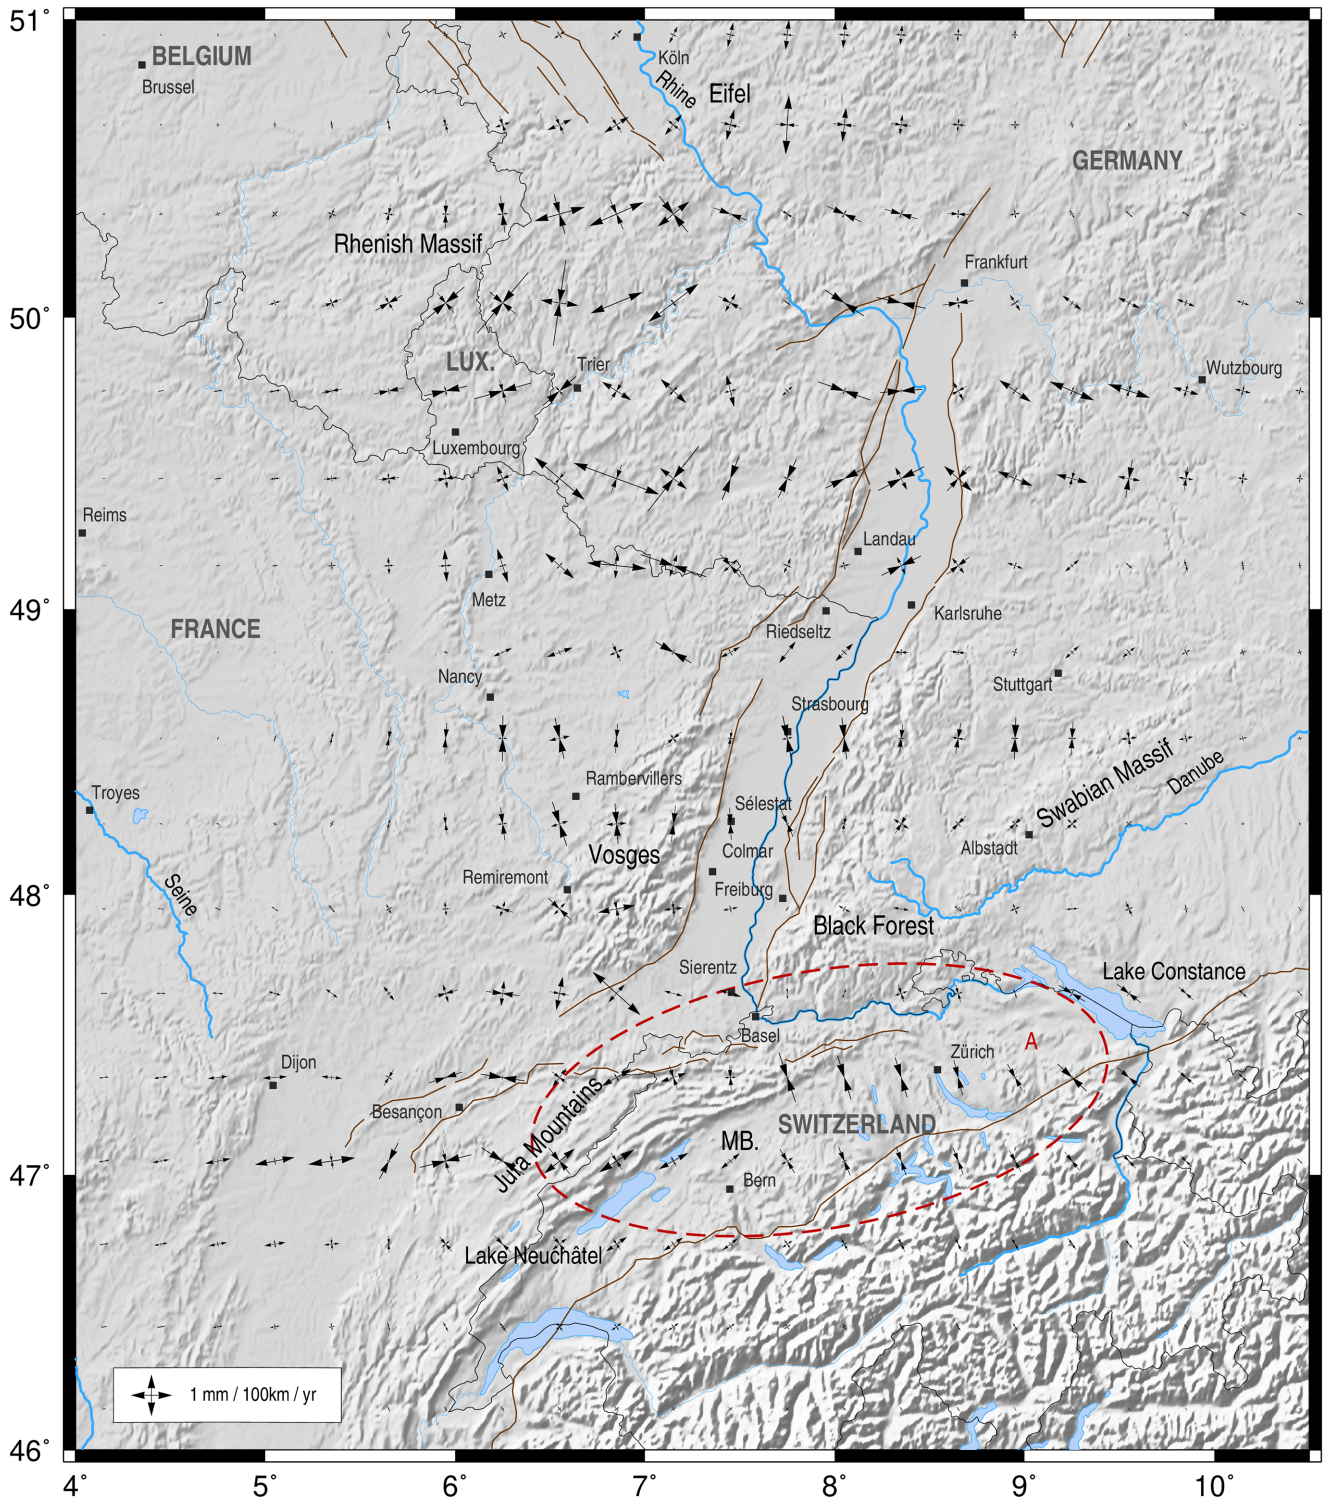 51°
BELGIUM
Brussel
Köln
Rhine
Eifel
GERMANY
Rhenish Massif
Frankfurt
50°
LUX.
Trier
Wutzbourg
Luxembourg
Reims
Landau
Metz
49°
Karlsruhe
FRANCE
Riedseltz
Nancy
Stuttgart
Strasbourg
Swabian Massif
Danube
Rambervillers
Troyes
Sélestat
Albstadt
Vosges
Colmar
Remiremont
Freiburg
Seine
48°
Black Forest
Sierentz
Lake Constance
Basel
A
Zürich
Dijon
Besançon
Jura Mountains
SWITZERLAND
MB.
47°
Bern
Lake Neuchâtel
1 mm / 100km / yr
46°
4° 5° 6° 7° 8° 9° 10°